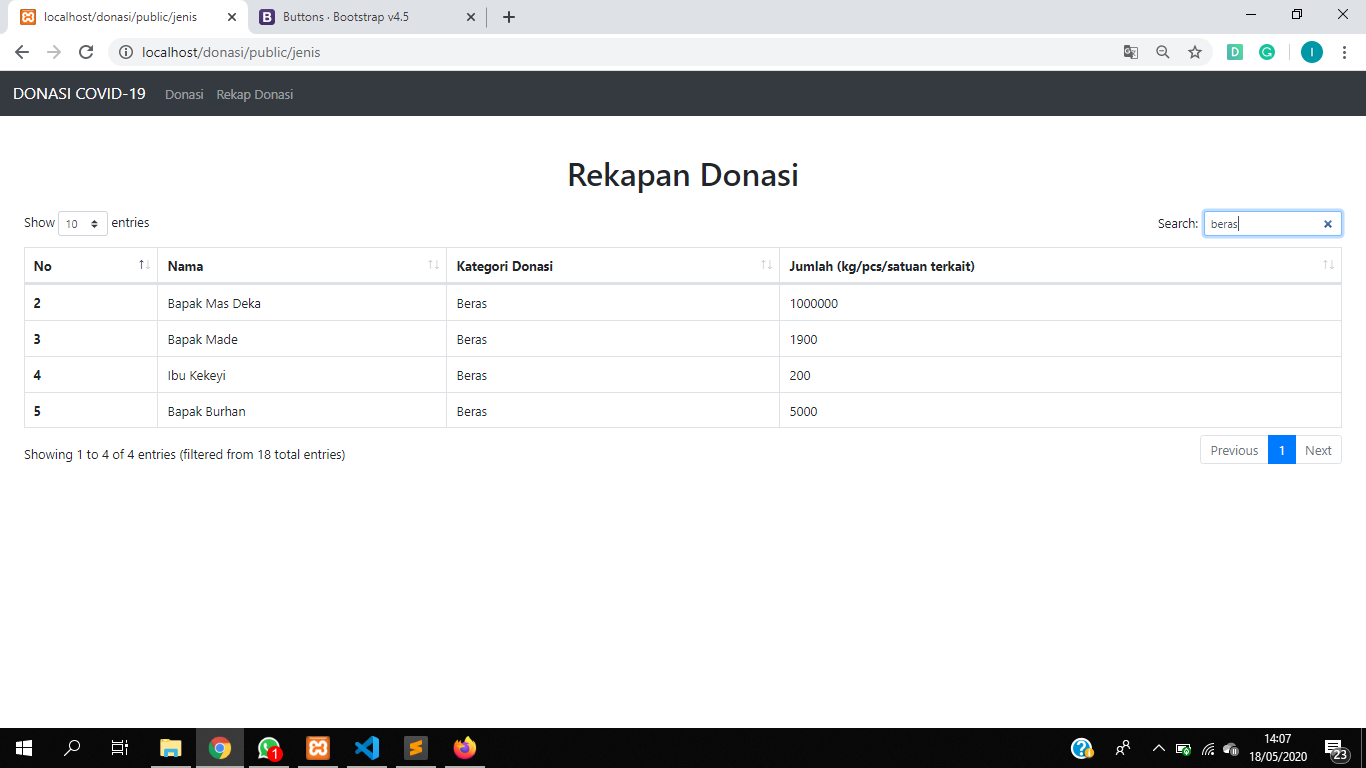 localhost/donasi/public/jenis
Buttons · Bootstrap v4.5
localhost/donasi/public/jenis
D
I
DONASI COVID-19 Donasi Rekap Donasi
Rekapan Donasi
Show 10 entries
Search: beras
No Nama Kategori Donasi Jumlah (kg/pcs/satuan terkait)
2 Bapak Mas Deka Beras 1000000
3 Bapak Made Beras 1900
4 Ibu Kekeyi Beras 200
5 Bapak Burhan Beras 5000
Showing 1 to 4 of 4 entries (filtered from 18 total entries)
Previous 1 Next
1
14:07
18/05/2020
23